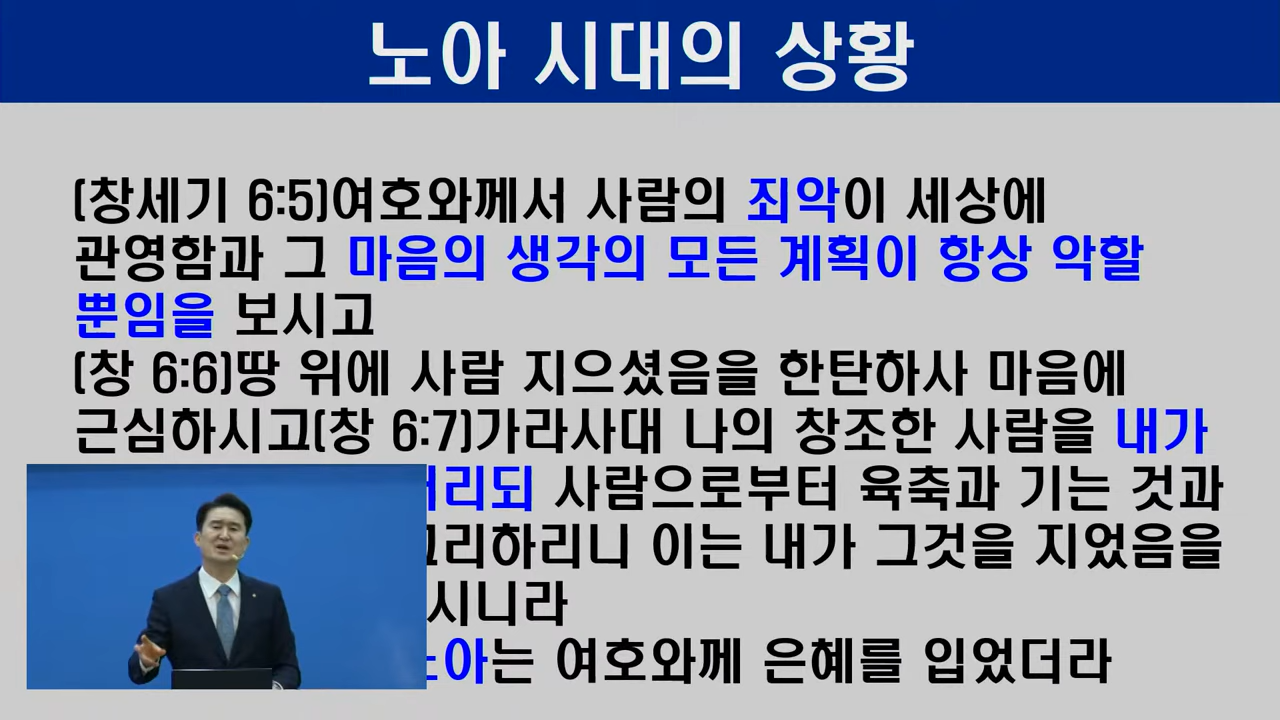 노아 시대의 상황
(창세기 6:5)여호와께서 사람의 죄악이 세상에
관영함과 그 마음의 생각의 모든 계획이 항상 악할
뿐임을 보시고
(창 6:6)땅 위에 사람 지으셨음을 한탄하사 마음에
근심하시고(창 6:7)가라사대 나의 창조한 사람을 내가
사람으로부터 육축과 기는 것과
그리하리니 이는 내가 그것을 지었음을
시니라
는 여호와께 은혜를 입었더라